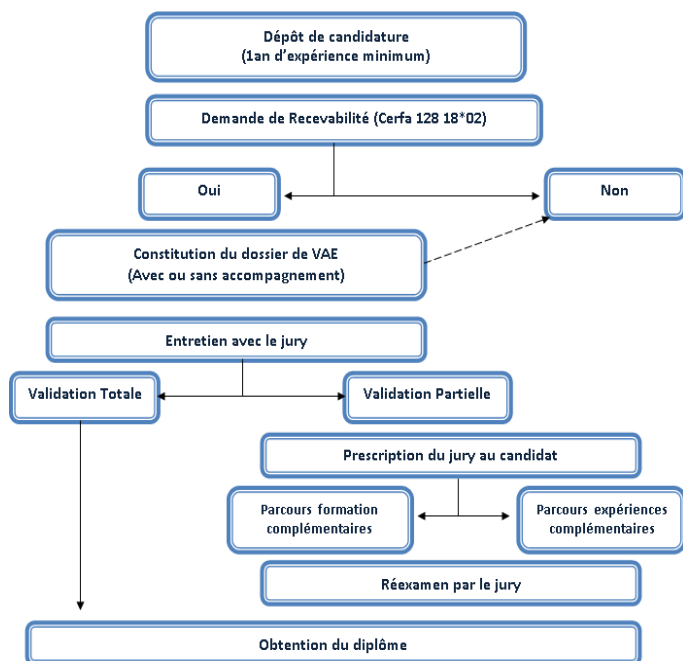 Dépôt de candidature
(1an d'expérience minimum)
Demande de Recevabilité (Cerfa 128 18*02)
Oui
Non
Constitution du dossier de VAE
(Avec ou sans accompagnement)
Entretien avec le jury
Validation Totale
Validation Partielle
Prescription du jury au candidat
Parcours formation
complémentaires
Parcours expériences
complémentaires
Réexamen par le jury
Obtention du diplôme